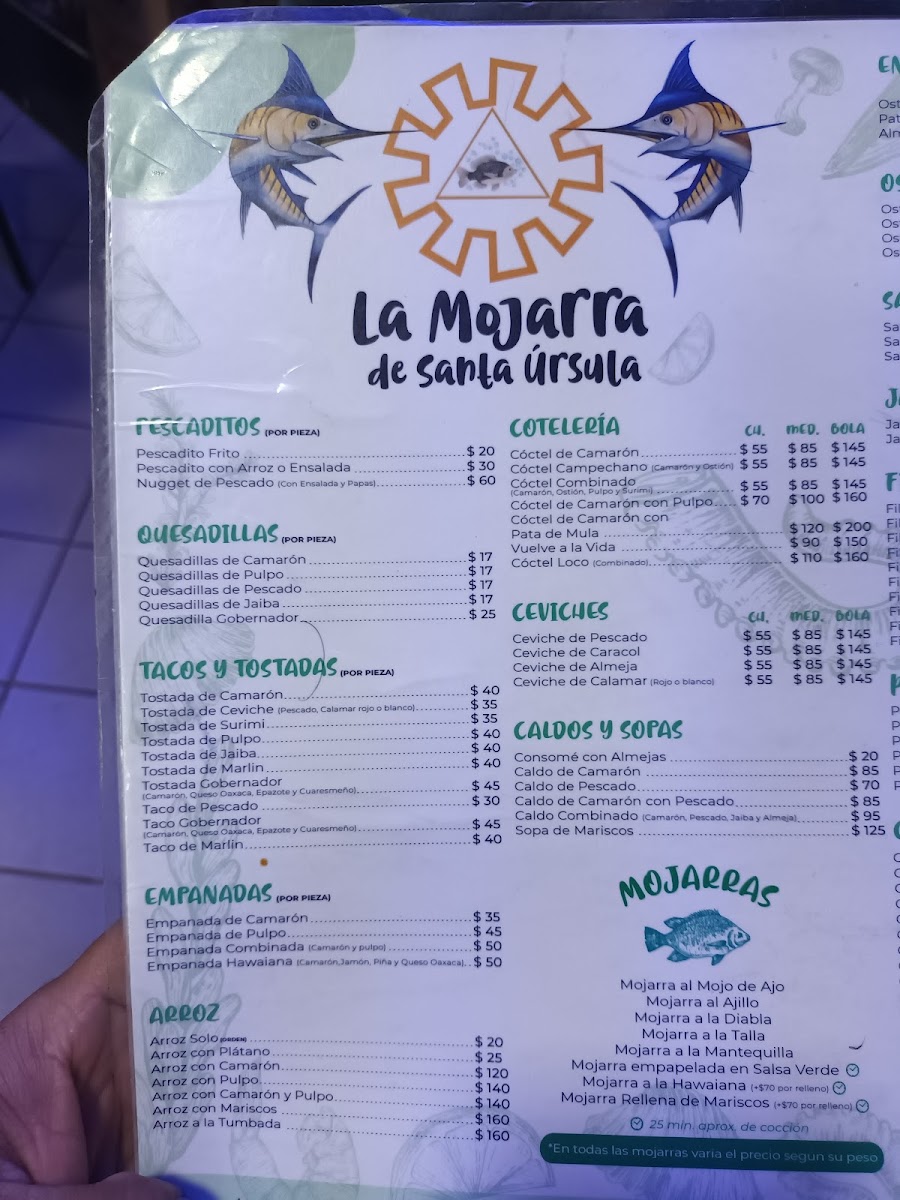 La Mojarra
de Santa Úrsula
PESCADITOS (POR PIEZA)
Pescadito Frito $ 20
Pescadito con Arroz o Ensalada $ 30
Nugget de Pescado (Con Ensalada y Papas) $ 60
QUESADILLAS (POR PIEZA)
Quesadillas de Camarón $ 17
Quesadillas de Pulpo $ 17
Quesadillas de Pescado $ 17
Quesadillas de Jaiba $ 17
Quesadilla Gobernador $ 25
TACOS Y TOSTADAS (POR PIEZA)
Tostada de Camarón $ 40
Tostada de Ceviche (Pescado, Calamar rojo o blanco) $ 35
Tostada de Surimi $ 35
Tostada de Pulpo $ 40
Tostada de Jaiba $ 40
Tostada de Marlin $ 40
Tostada Gobernador
(Camarón, Queso Oaxaca, Epazote y Cuaresmeño) $ 45
Taco de Pescado $ 30
Taco Gobernador
(Camarón, Queso Oaxaca, Epazote y Cuaresmeño) $ 45
Taco de Marlin $ 40
EMPANADAS (POR PIEZA)
Empanada de Camarón $ 35
Empanada de Pulpo $ 45
Empanada Combinada (Camarón y pulpo) $ 50
Empanada Hawaiana (Camarón, Jamón, Piña y Queso Oaxaca) $ 50
ARROZ
Arroz Solo (ORDEN) $ 20
Arroz con Plátano $ 25
Arroz con Camarón $ 120
Arroz con Pulpo $ 140
Arroz con Camarón y Pulpo $ 140
Arroz con Mariscos $ 160
Arroz a la Tumbada $ 160
COTELERÍA CH. MED. BOLA
Cóctel de Camarón $ 55 $ 85 $ 145
Cóctel Campechano (Camarón y Ostión) $ 55 $ 85 $ 145
Cóctel Combinado
(Camarón, Ostión, Pulpo y Surimi) $ 55 $ 85 $ 145
Cóctel de Camarón con Pulpo $ 70 $ 100 $ 160
Cóctel de Camarón con
Pata de Mula $ 120 $ 200
Vuelve a la Vida $ 90 $ 150
Cóctel Loco (Combinado) $ 110 $ 160
CEVICHES CH. MED. BOLA
Ceviche de Pescado $ 55 $ 85 $ 145
Ceviche de Caracol $ 55 $ 85 $ 145
Ceviche de Almeja $ 55 $ 85 $ 145
Ceviche de Calamar (Rojo o blanco) $ 55 $ 85 $ 145
CALDOS Y SOPAS
Consomé con Almejas $ 20
Caldo de Camarón $ 85
Caldo de Pescado $ 70
Caldo de Camarón con Pescado $ 85
Caldo Combinado (Camarón, Pescado, Jaiba y Almeja) $ 95
Sopa de Mariscos $ 125
MOJARRAS
Mojarra al Mojo de Ajo
Mojarra al Ajillo
Mojarra a la Diabla
Mojarra a la Talla
Mojarra a la Mantequilla
Mojarra empapelada en Salsa Verde
Mojarra a la Hawaiana (+$70 por relleno)
Mojarra Rellena de Mariscos (+$70 por relleno)
25 min. aprox. de cocción
*En todas las mojarras varia el precio segun su peso